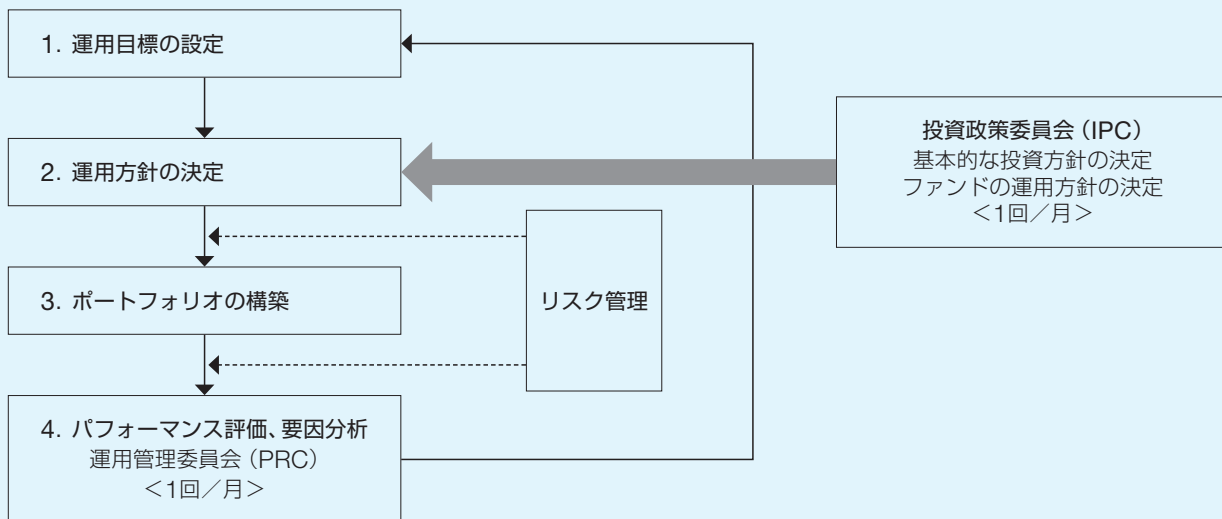 1. 運用目標の設定
2. 運用方針の決定
投資政策委員会（IPC）
基本的な投資方針の決定
ファンドの運用方針の決定
＜1回／月＞
3. ポートフォリオの構築
リスク管理
4. パフォーマンス評価、要因分析
運用管理委員会（PRC）
＜1回／月＞